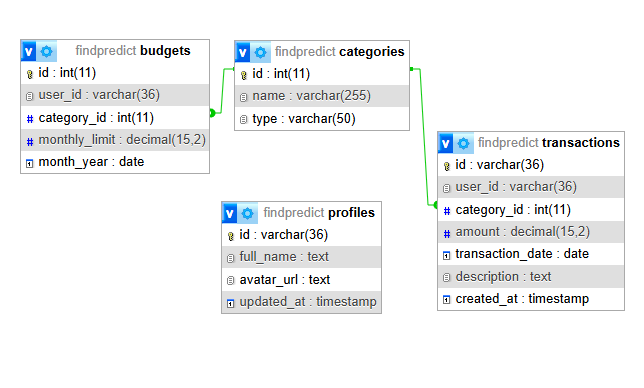 findpredict budgets
id : int(11)
user_id : varchar(36)
# category_id : int(11)
# monthly_limit : decimal(15,2)
month_year : date
findpredict categories
id : int(11)
name : varchar(255)
type : varchar(50)
findpredict transactions
id : varchar(36)
user_id : varchar(36)
# category_id : int(11)
# amount : decimal(15,2)
transaction_date : date
description : text
created_at : timestamp
findpredict profiles
id : varchar(36)
full_name : text
avatar_url : text
updated_at : timestamp